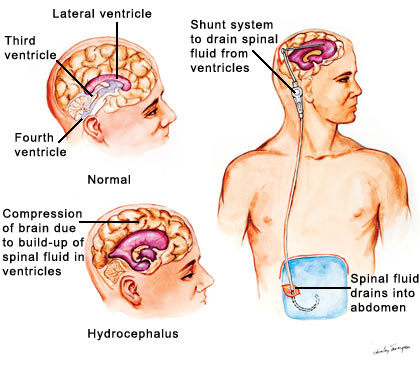 Lateral ventricle
Third
ventricle
Fourth
ventricle
Normal
Compression
of brain due
to build-up of
spinal fluid in
ventricles
Hydrocephalus
Shunt system
to drain spinal
fluid from
ventricles
Spinal fluid
drains into
abdomen